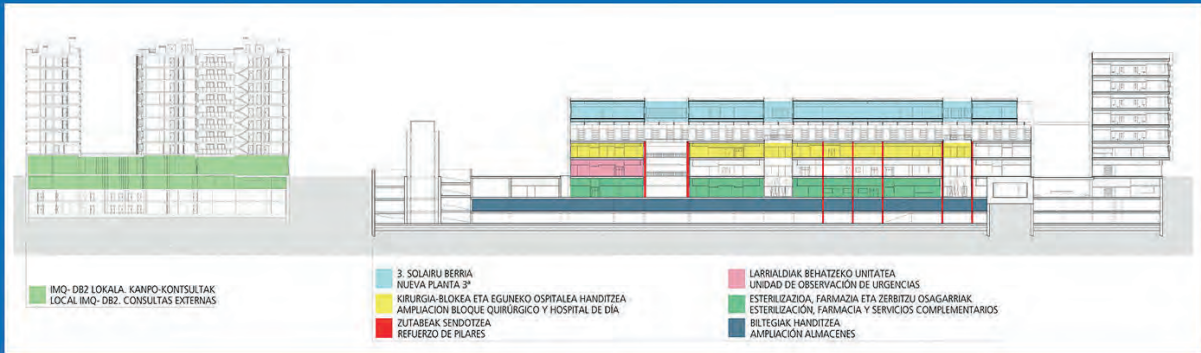 IMQ- DB2 LOKALA. KANPO-KONTSULTAK
LOCAL IMQ- DB2. CONSULTAS EXTERNAS
3. SOLAIRU BERRIA
NUEVA PLANTA 3ª
KIRURGIA-BLOKEA ETA EGUNEKO OSPITALEA HANDITZEA
AMPLIACION BLOQUE QUIRÚRGICO Y HOSPITAL DE DÍA
ZUTABEAK SENDOTZEA
REFUERZO DE PILARES
LARRIALDIAK BEHATZEKO UNITATEA
UNIDAD DE OBSERVACIÓN DE URGENCIAS
ESTERILIZAZIOA, FARMAZIA ETA ZERBITZU OSAGARRIAK
ESTERILIZACIÓN, FARMACIA Y SERVICIOS COMPLEMENTARIOS
BILTEGIAK HANDITZEA
AMPLIACIÓN ALMACENES